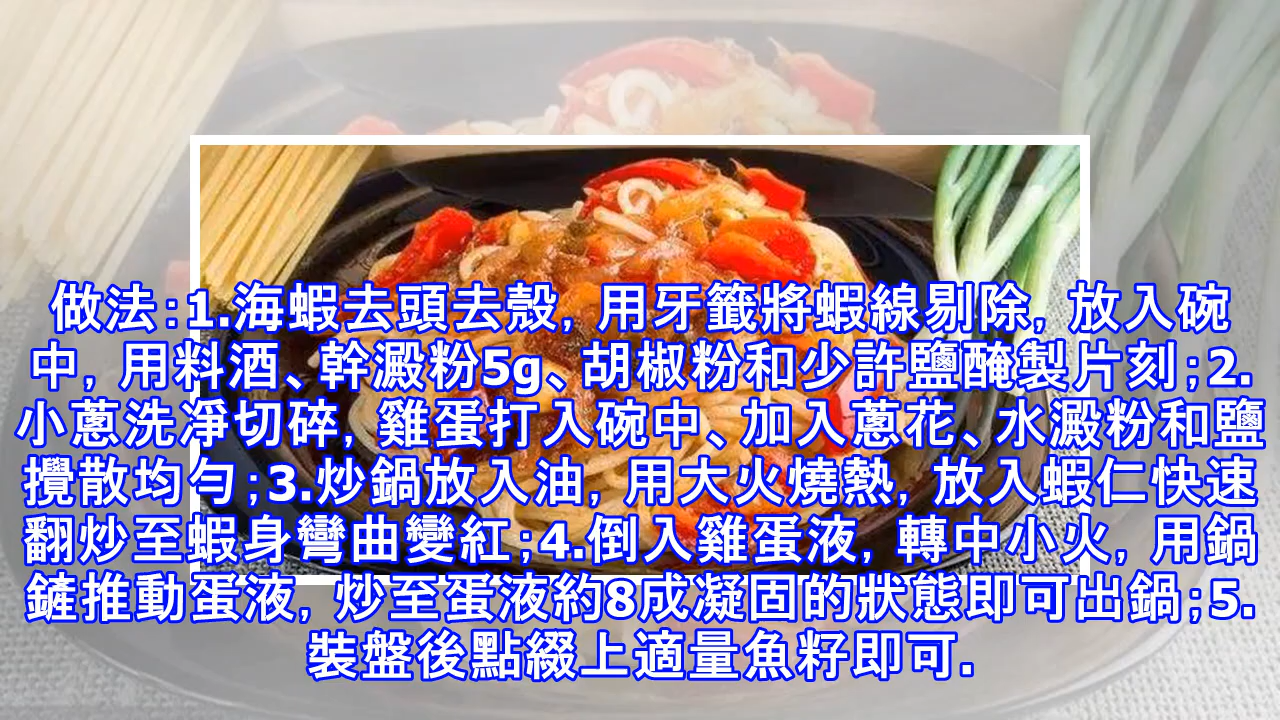 做法:1.海蝦去頭去殼, 用牙籤將蝦線剔除, 放入碗
中, 用料酒、幹澱粉5g、胡椒粉和少許鹽醃製片刻;2.
小蔥洗凈切碎, 雞蛋打入碗中、加入蔥花、水澱粉和鹽
攪散均勻;3.炒鍋放入油, 用大火燒熱, 放入蝦仁快速
翻炒至蝦身彎曲變紅;4.倒入雞蛋液, 轉中小火, 用鍋
鏟推動蛋液, 炒至蛋液約8成凝固的狀態即可出鍋;5.
裝盤後點綴上適量魚籽即可.